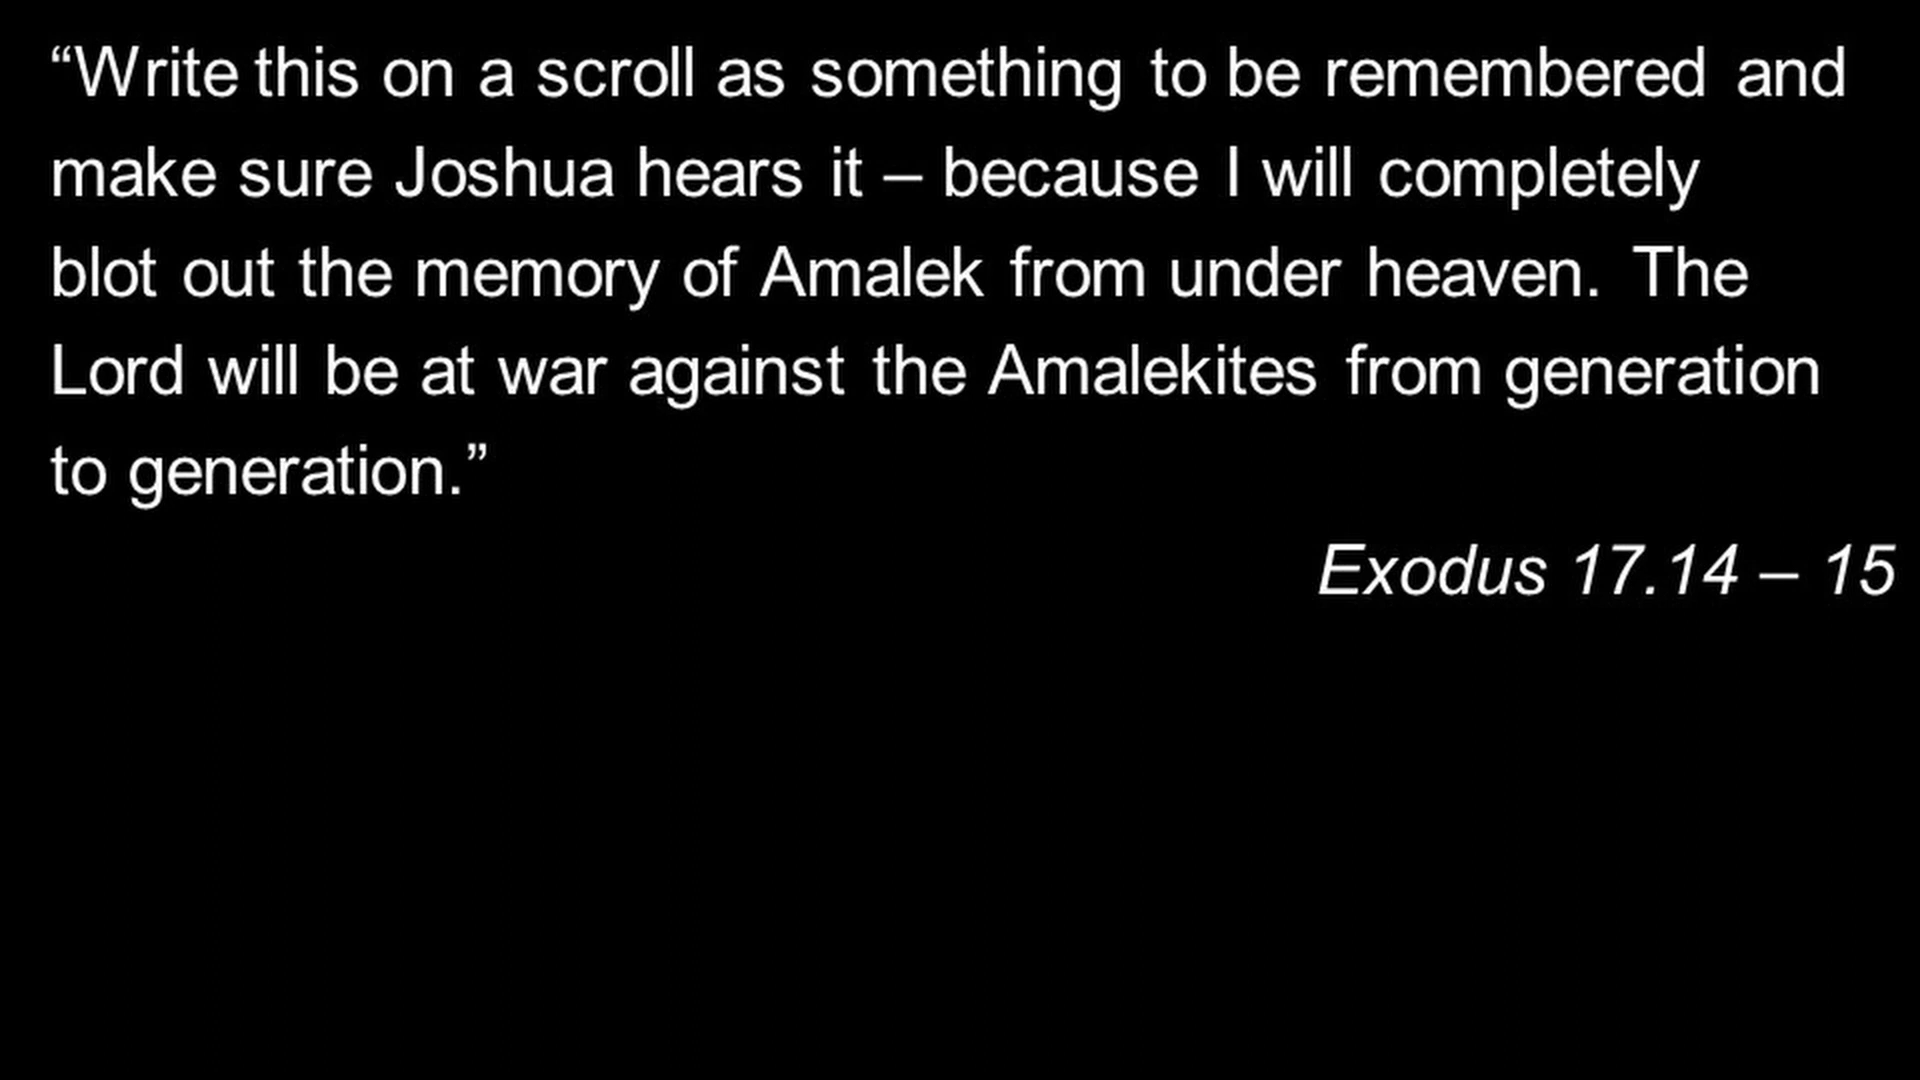 “Write this on a scroll as something to be remembered and
make sure Joshua hears it – because I will completely
blot out the memory of Amalek from under heaven. The
Lord will be at war against the Amalekites from generation
to generation.”
Exodus 17.14 – 15